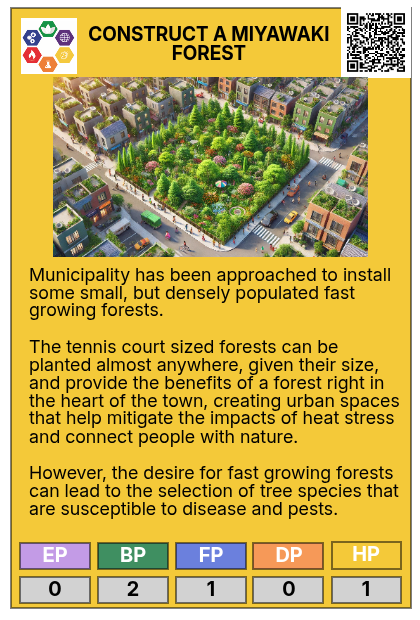 CONSTRUCT A MIYAWAKI
FOREST
Municipality has been approached to install
some small, but densely populated fast
growing forests.
The tennis court sized forests can be
planted almost anywhere, given their size,
and provide the benefits of a forest right in
the heart of the town, creating urban spaces
that help mitigate the impacts of heat stress
and connect people with nature.
However, the desire for fast growing forests
can lead to the selection of tree species that
are susceptible to disease and pests.
EP BP FP DP HP
0 2 1 0 1